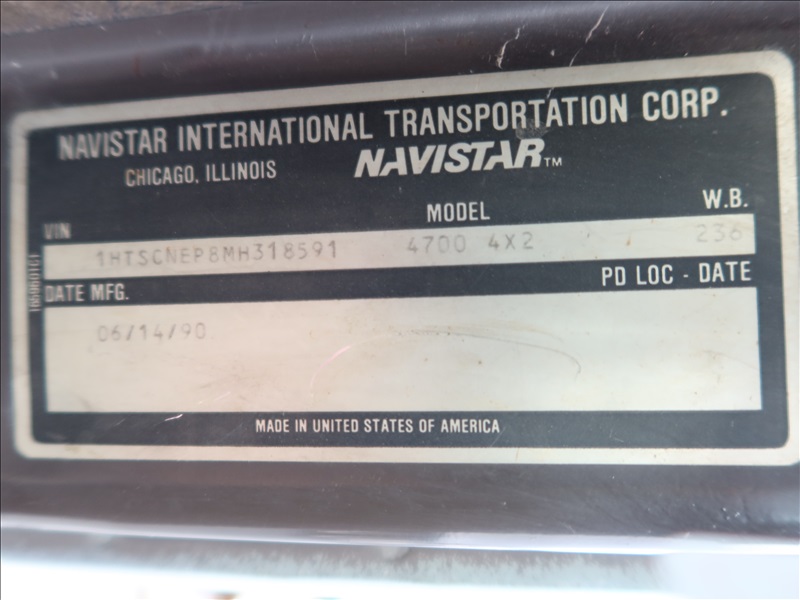 NAVISTAR INTERNATIONAL TRANSPORTATION CORP.
CHICAGO, ILLINOIS NAVISTAR™
VIN MODEL W.B.
1HTSCNEP8MH318591 4700 4X2 236
DATE MFG. PD LOC - DATE
06/14/90
MADE IN UNITED STATES OF AMERICA